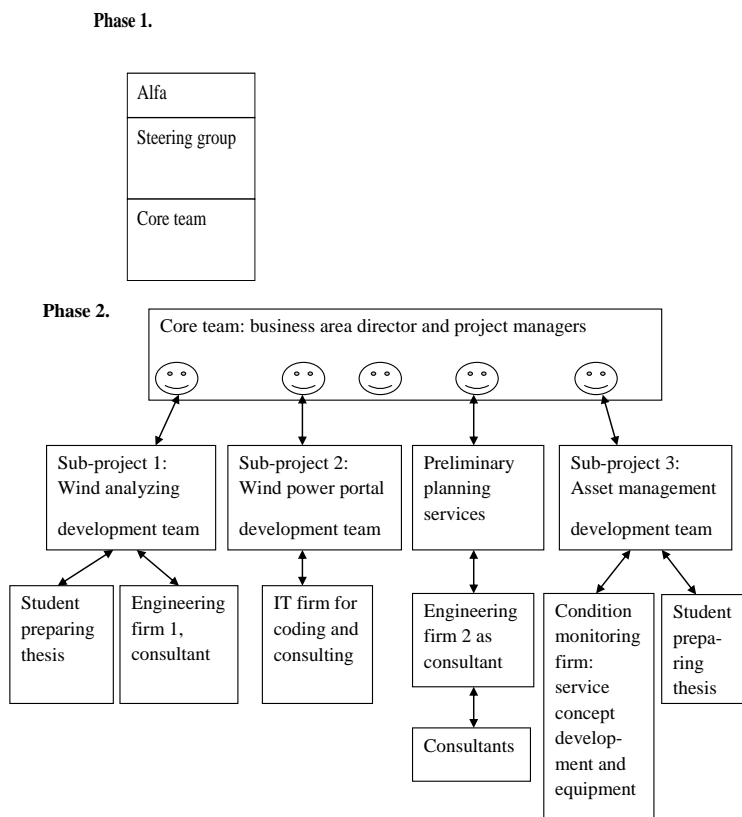 Phase 1.
Alfa
Steering group
Core team
Phase 2.
Core team: business area director and project managers
Sub-project 1:
Wind analyzing
development team
Sub-project 2:
Wind power portal
development team
Preliminary
planning
services
Sub-project 3:
Asset management
development team
Student
preparing
thesis
Engineering
firm 1,
consultant
IT firm for
coding and
consulting
Engineering
firm 2 as
consultant
Consultants
Condition
monitoring
firm:
service
concept
develop-
ment and
equipment
Student
prepa-
ring
thesis